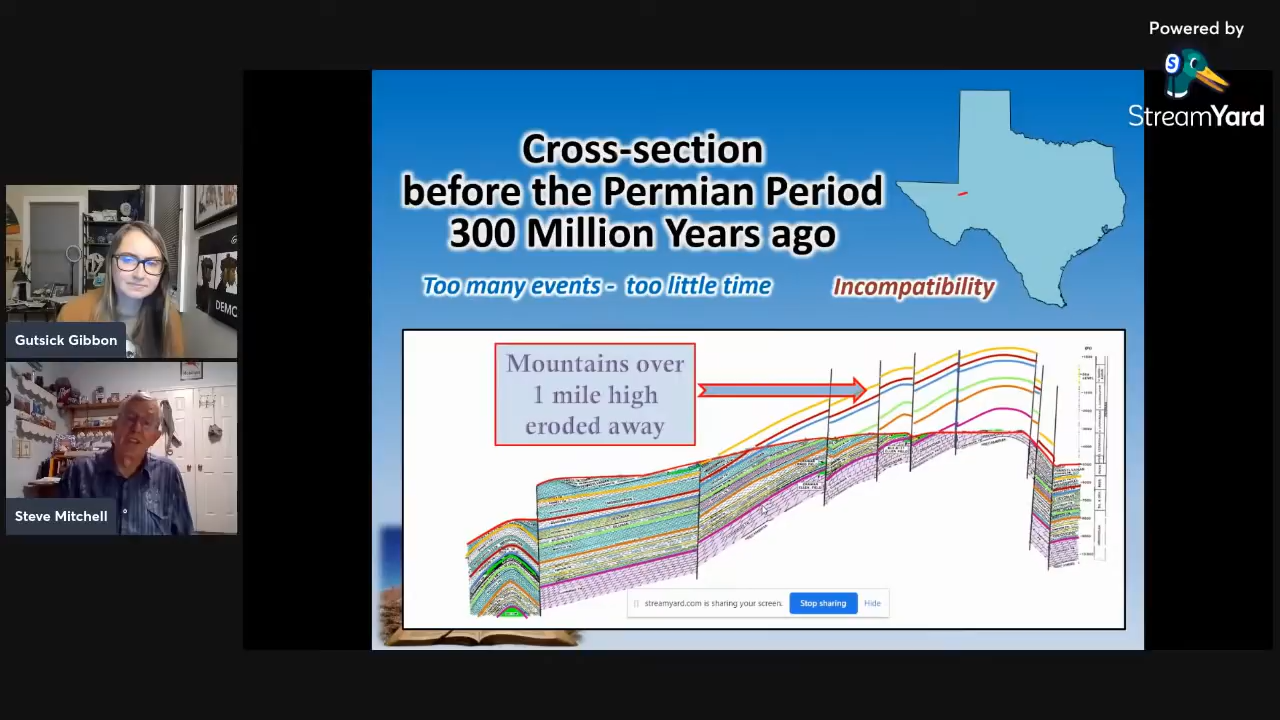 Powered by
StreamYard
Cross-section
before the Permian Period
300 Million Years ago
Too many events - too little time
Incompatibility
Mountains over
1 mile high
eroded away
Gutsick Gibbon
DEMO
Steve Mitchell
streamyard.com is sharing your screen.
Stop sharing
Hide